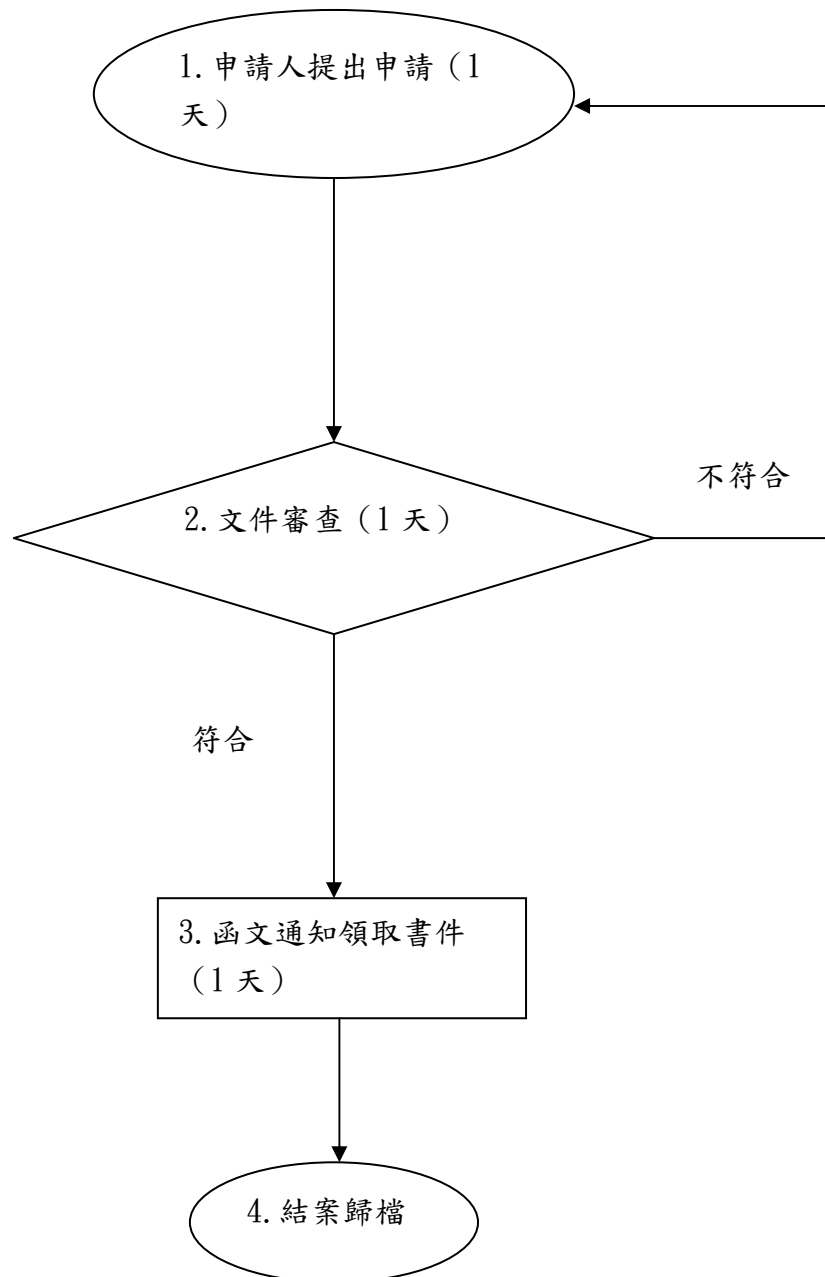 1.申請人提出申請（1
天）
不符合
2.文件審查（1 天）
符合
3.函文通知領取書件
（1 天）
4.結案歸檔